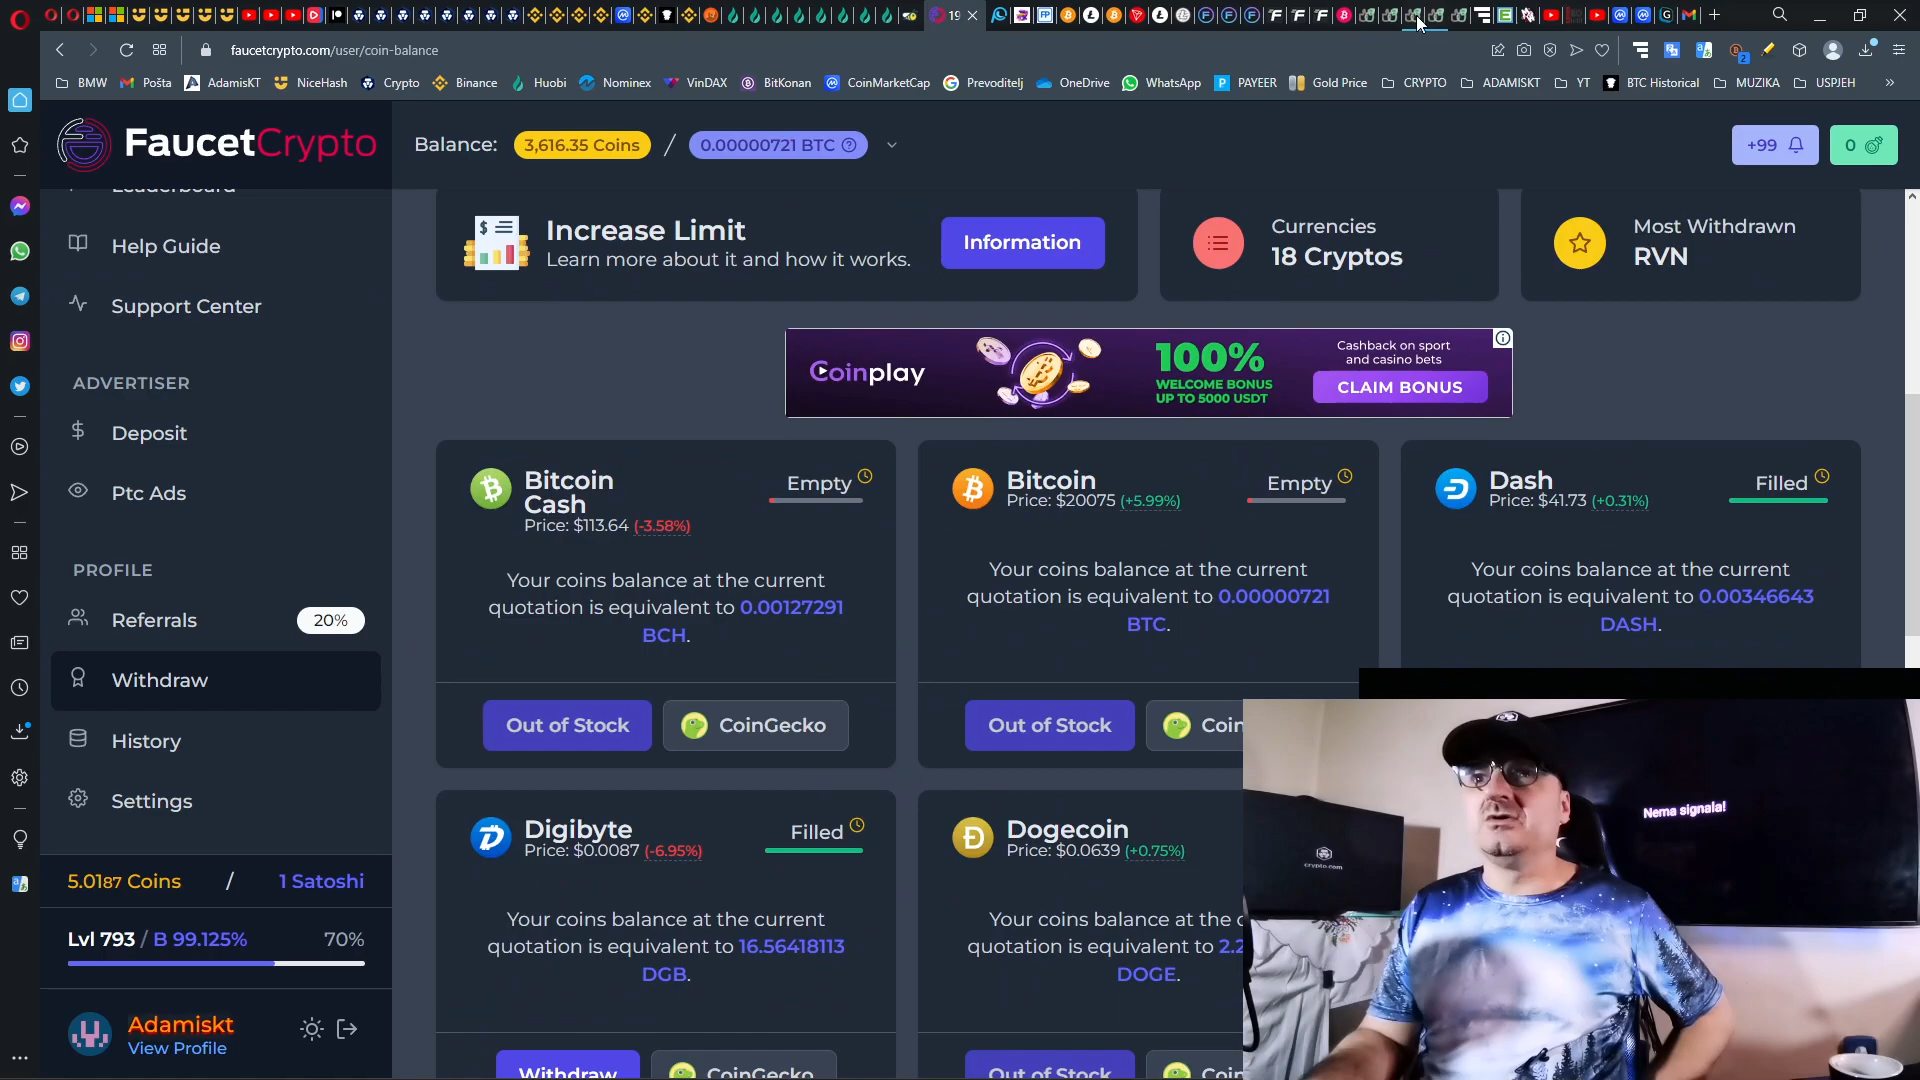 19
faucetcrypto.com/user/coin-balance
BMW
Pošta
AdamisKT
NiceHash
Crypto
Binance
Huobi
Nominex
VinDAX
BitKonan
CoinMarketCap
Prevoditelj
OneDrive
WhatsApp
PAYEER
Gold Price
CRYPTO
ADAMISKT
YT
BTC Historical
MUZIKA
USPJEH
FaucetCrypto
Balance: 3,616.35 Coins / 0.00000721 BTC
+99
0
Leaderboard
Help Guide
Support Center
ADVERTISER
Deposit
Ptc Ads
PROFILE
Referrals 20%
Withdraw
History
Settings
5.0187 Coins / 1 Satoshi
Lvl 793 / B 99.125% 70%
Adamiskt
View Profile
Increase Limit
Learn more about it and how it works.
Information
Currencies
18 Cryptos
Most Withdrawn
RVN
Coinplay
100%
WELCOME BONUS
UP TO 5000 USDT
Cashback on sport
and casino bets
CLAIM BONUS
Bitcoin
Cash
Price: $113.64 (-3.58%)
Empty
Your coins balance at the current
quotation is equivalent to 0.00127291
BCH.
Out of Stock
CoinGecko
Bitcoin
Price: $20075 (+5.99%)
Empty
Your coins balance at the current
quotation is equivalent to 0.00000721
BTC.
Out of Stock
Coin
Dash
Price: $41.73 (+0.31%)
Filled
Your coins balance at the current
quotation is equivalent to 0.00346643
DASH.
Digibyte
Price: $0.0087 (-6.95%)
Filled
Your coins balance at the current
quotation is equivalent to 16.56418113
DGB.
Withdraw
CoinGecko
Dogecoin
Price: $0.0639 (+0.75%)
Your coins balance at the c
quotation is equivalent to 2.2
DOGE.
Out of Stock
Coin
crypto.com
Nema signala!